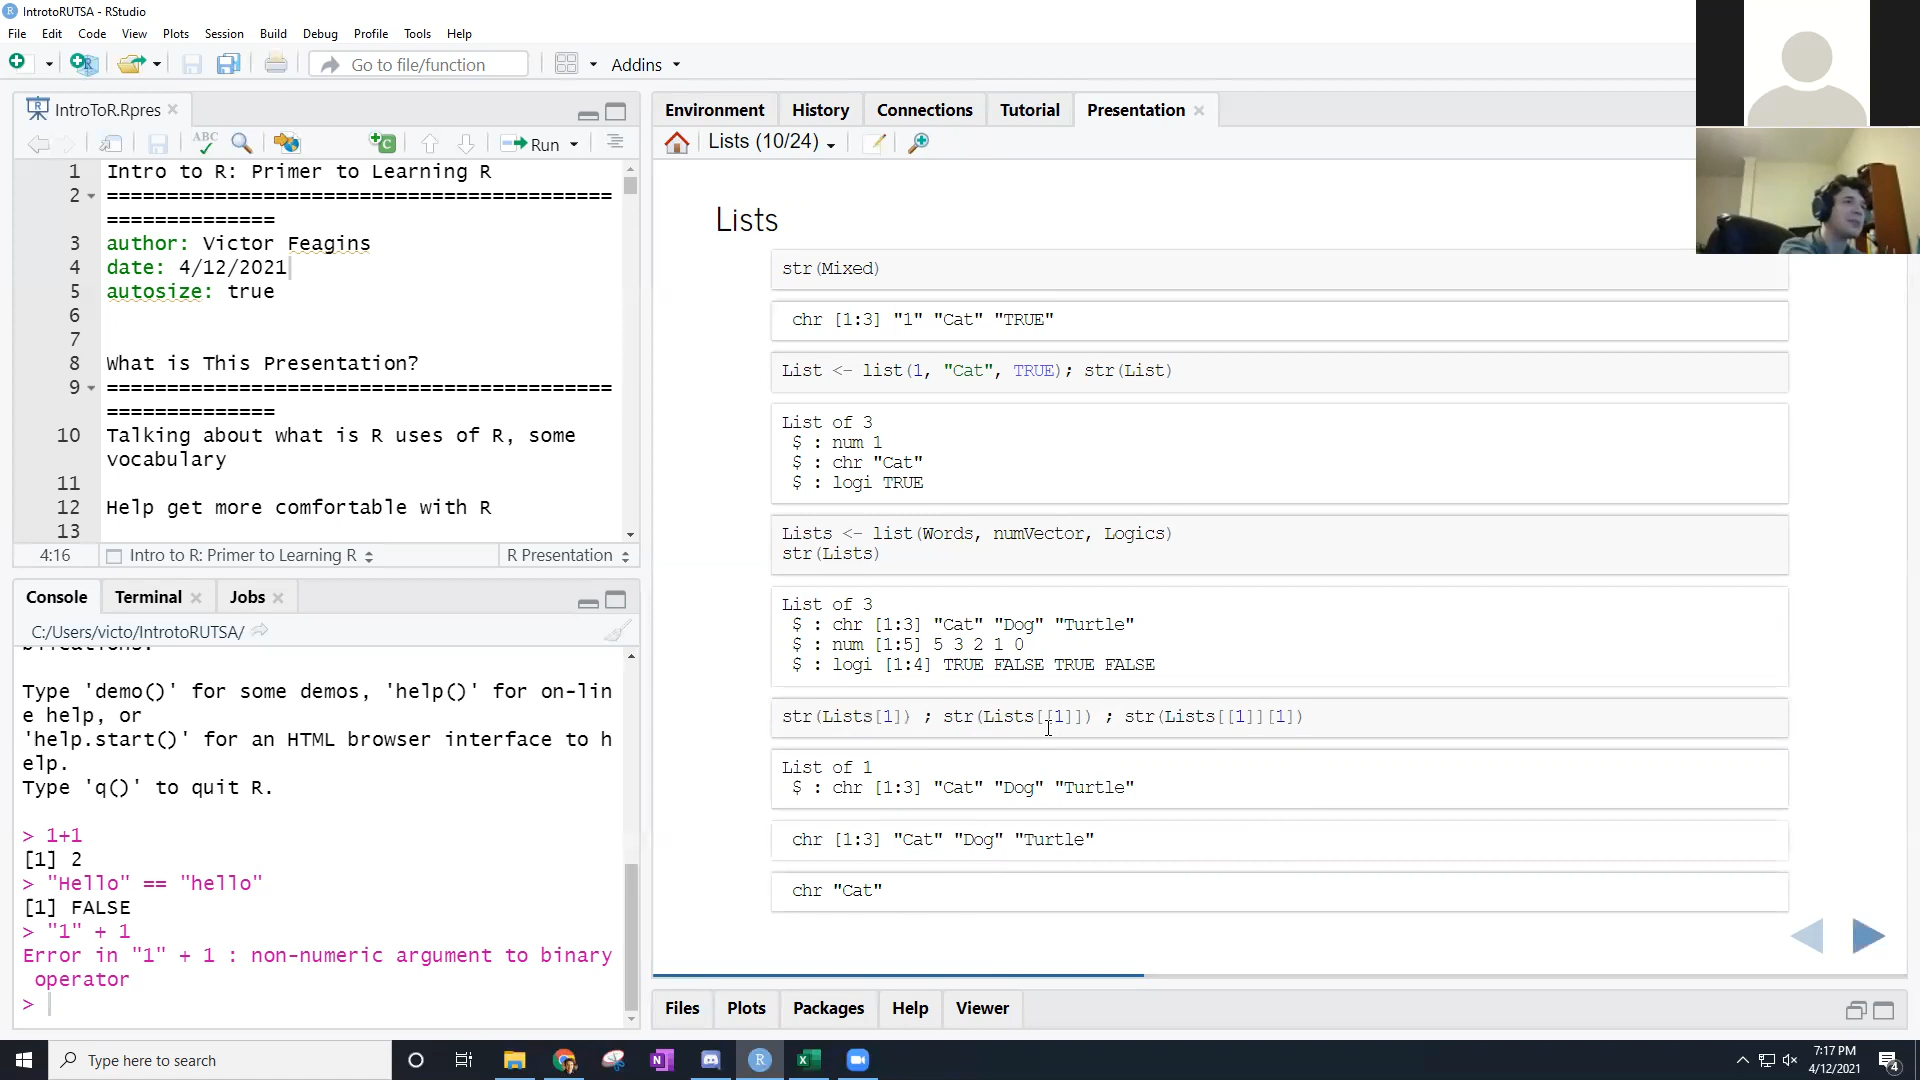 IntrotoRUTSA - RStudio
File Edit Code View Plots Session Build Debug Profile Tools Help
Go to file/function Addins
IntroToR.Rpres
Run
1 Intro to R: Primer to Learning R
2 ==========================================
==============
3 author: Victor Feagins
4 date: 4/12/2021
5 autosize: true
6
7
8 What is This Presentation?
9 ==========================================
==============
10 Talking about what is R uses of R, some
vocabulary
11
12 Help get more comfortable with R
13
4:16 Intro to R: Primer to Learning R R Presentation
Console Terminal Jobs
C:/Users/victo/IntrotoRUTSA/
Type 'demo()' for some demos, 'help()' for on-lin
e help, or
'help.start()' for an HTML browser interface to h
elp.
Type 'q()' to quit R.
> 1+1
[1] 2
> "Hello" == "hello"
[1] FALSE
> "1" + 1
Error in "1" + 1 : non-numeric argument to binary
operator
>
Environment History Connections Tutorial Presentation
Lists (10/24)
Lists
str(Mixed)
chr [1:3] "1" "Cat" "TRUE"
List <- list(1, "Cat", TRUE); str(List)
List of 3
$ : num 1
$ : chr "Cat"
$ : logi TRUE
Lists <- list(Words, numVector, Logics)
str(Lists)
List of 3
$ : chr [1:3] "Cat" "Dog" "Turtle"
$ : num [1:5] 5 3 2 1 0
$ : logi [1:4] TRUE FALSE TRUE FALSE
str(Lists[1]) ; str(Lists[[1]]) ; str(Lists[[1]][1])
List of 1
$ : chr [1:3] "Cat" "Dog" "Turtle"
chr [1:3] "Cat" "Dog" "Turtle"
chr "Cat"
Files Plots Packages Help Viewer
Type here to search
7:17 PM
4/12/2021
4